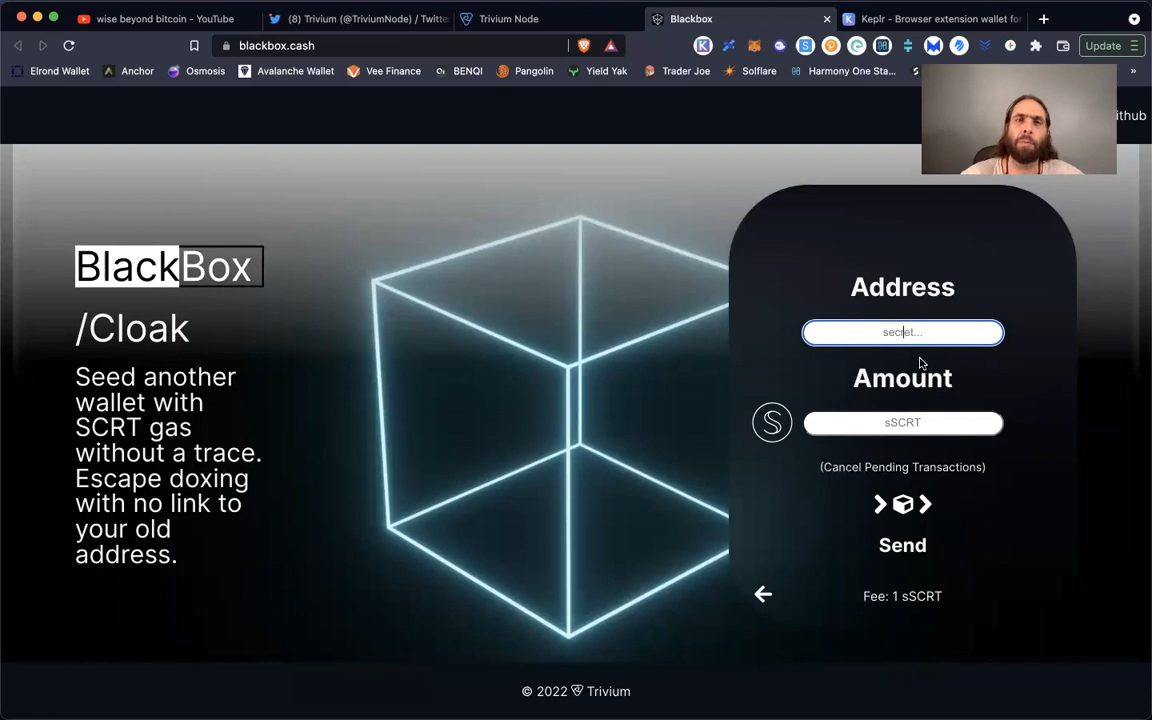 wise beyond bitcoin - YouTube
(8) Trivium (@TriviumNode) / Twitte
Trivium Node
Blackbox
Keplr - Browser extension wallet for
blackbox.cash
Update
Elrond Wallet
Anchor
Osmosis
Avalanche Wallet
Vee Finance
BENQI
Pangolin
Yield Yak
Trader Joe
Solflare
Harmony One Sta...
ithub
BlackBox
/Cloak
Seed another
wallet with
SCRT gas
without a trace.
Escape doxing
with no link to
your old
address.
Address
secret...
Amount
sSCRT
(Cancel Pending Transactions)
Send
Fee: 1 sSCRT
© 2022 Trivium